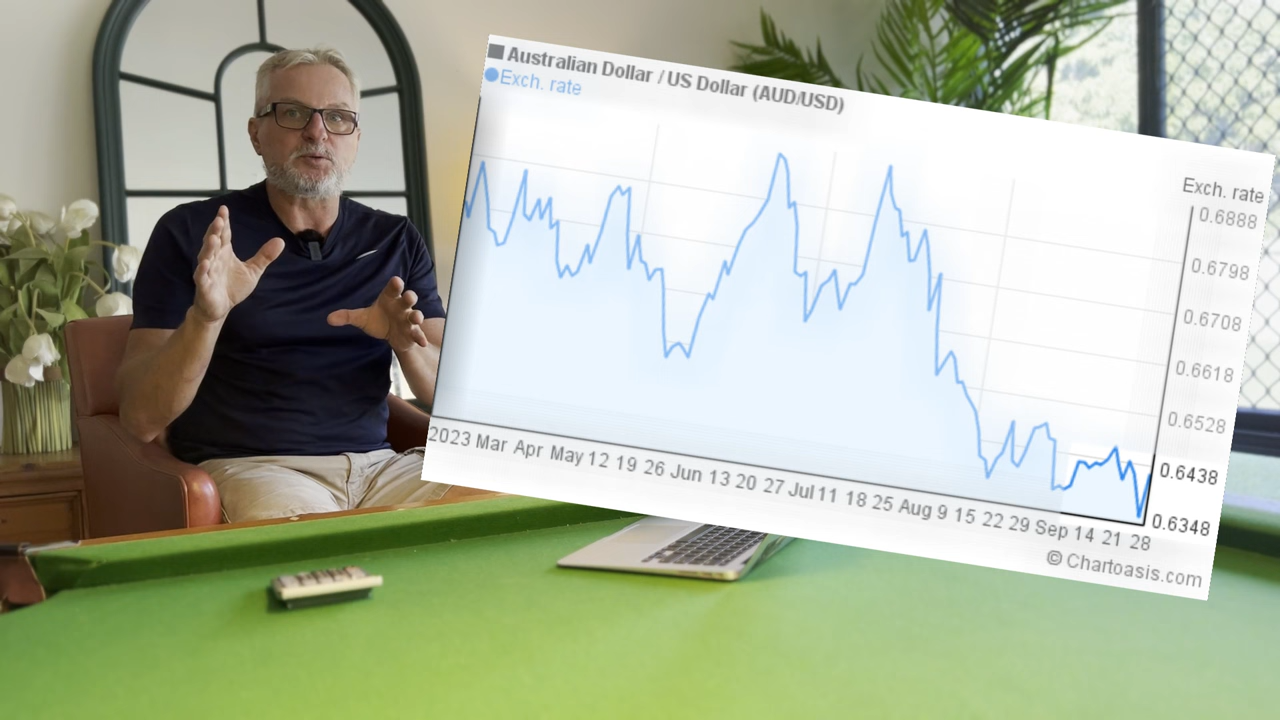 Australian Dollar / US Dollar (AUD/USD)
Exch. rate
Exch. rate
0.6888
0.6798
0.6708
0.6618
0.6528
0.6438
0.6348
2023 Mar Apr May 12 19 26 Jun 13 20 27 Jul 11 18 25 Aug 9 15 22 29 Sep 14 21 28
© Chartoasis.com